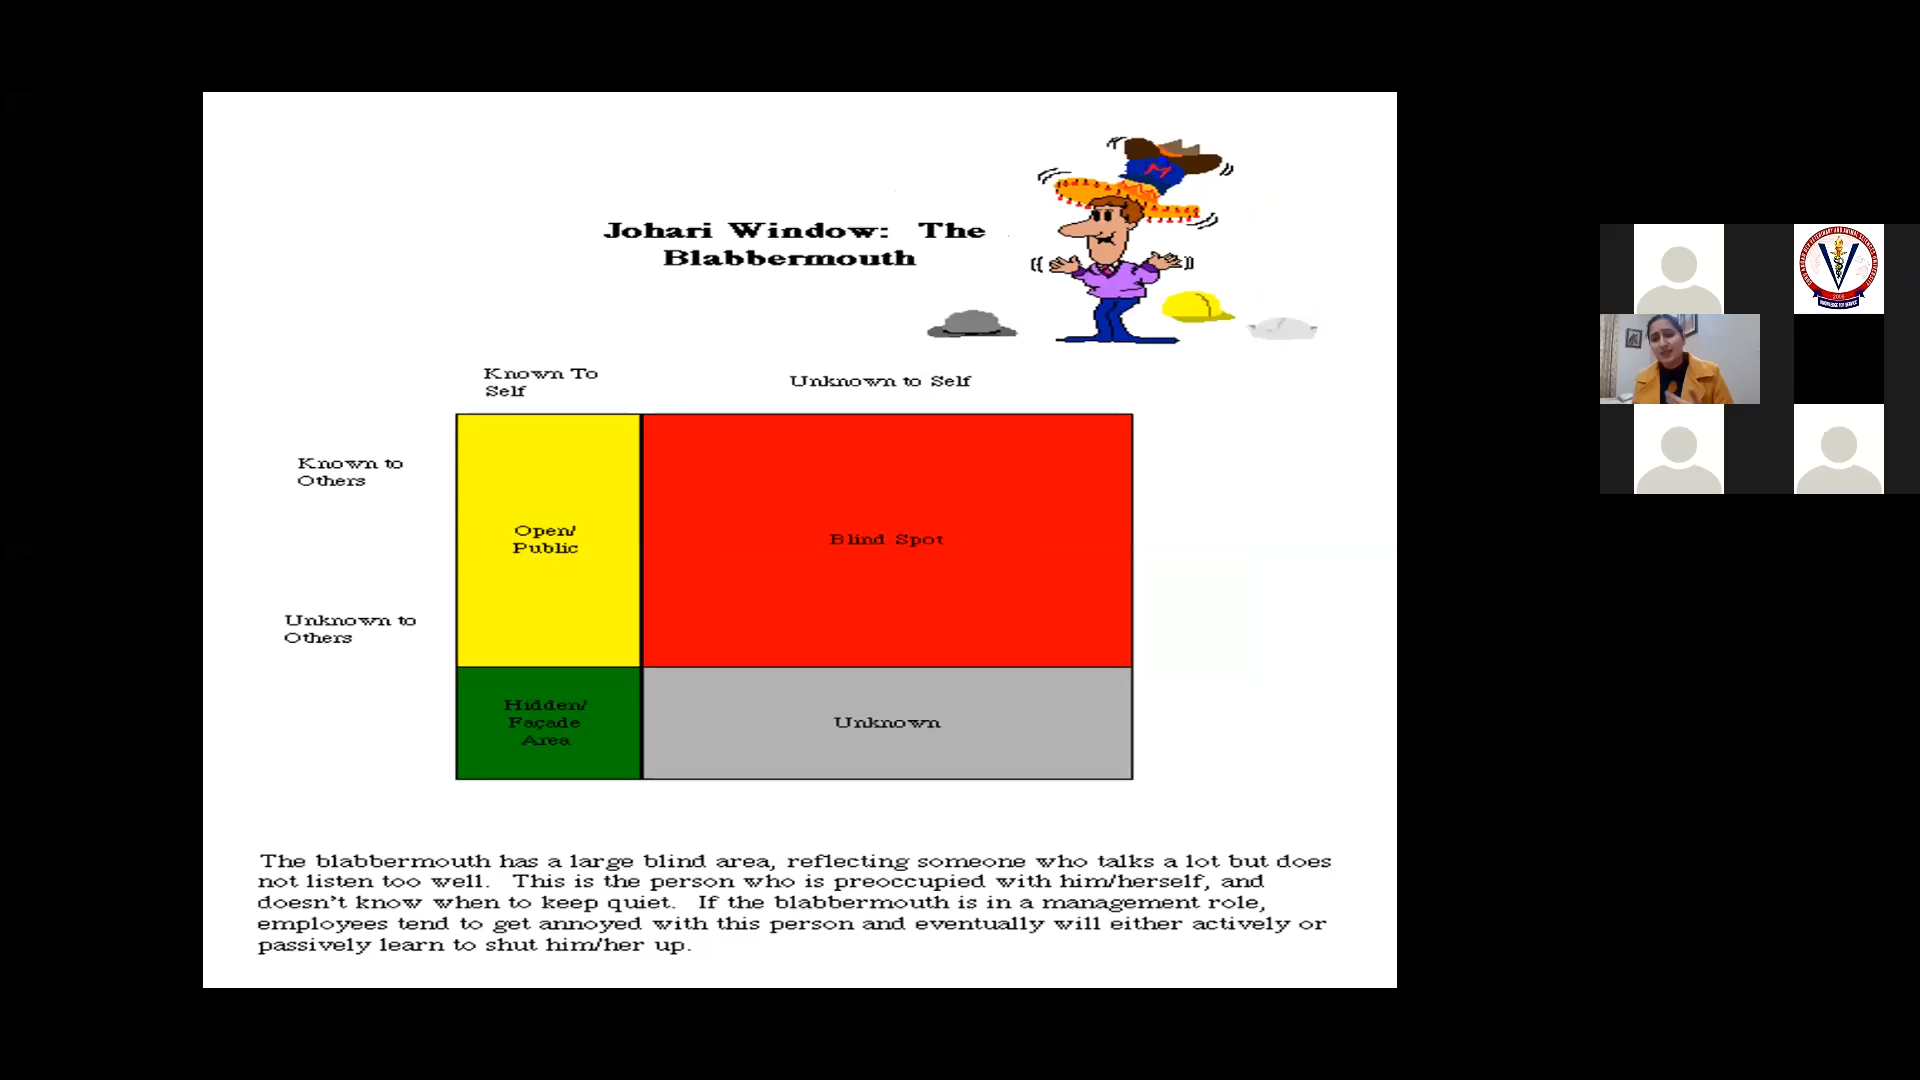 Johari Window: The
Blabbermouth
M
Known To
Self
Unknown to Self
Known to
Others
Open/
Public
Blind Spot
Unknown to
Others
Hidden/
Façade
Area
Unknown
The blabbermouth has a large blind area, reflecting someone who talks a lot but does
not listen too well. This is the person who is preoccupied with him/herself, and
doesn't know when to keep quiet. If the blabbermouth is in a management role,
employees tend to get annoyed with this person and eventually will either actively or
passively learn to shut him/her up.